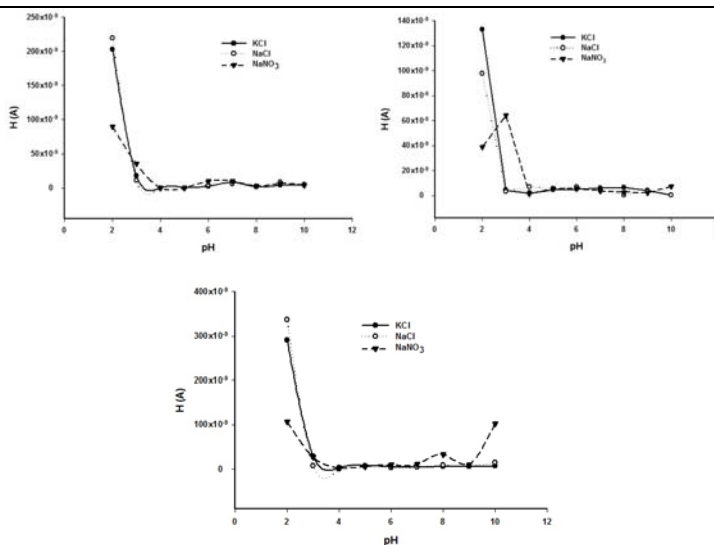 250x10⁻⁹
200x10⁻⁹
150x10⁻⁹
100x10⁻⁹
50x10⁻⁹
0
H (A)
KCl
NaCl
NaNO₃
0 2 4 6 8 10 12
pH
140x10⁻⁹
120x10⁻⁹
100x10⁻⁹
80x10⁻⁹
60x10⁻⁹
40x10⁻⁹
20x10⁻⁹
0
H (A)
KCl
NaCl
NaNO₃
0 2 4 6 8 10
pH
400x10⁻⁹
300x10⁻⁹
200x10⁻⁹
100x10⁻⁹
0
H (A)
KCl
NaCl
NaNO₃
0 2 4 6 8 10
pH